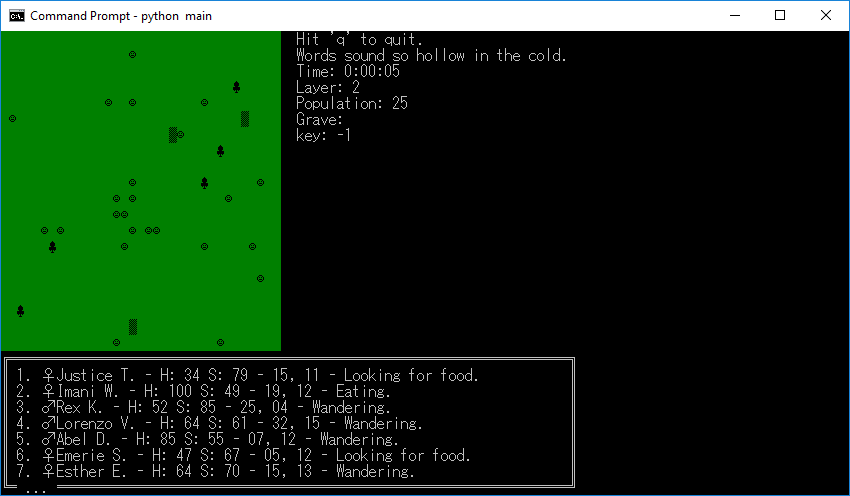 Command Prompt - python  main
Hit 'q' to quit.
Words sound so hollow in the cold.
Time: 0:00:05
Layer: 2
Population: 25
Grave:
key: -1
1. ♀Justice T. - H: 34 S: 79 - 15, 11 - Looking for food.
2. ♀Imani W. - H: 100 S: 49 - 19, 12 - Eating.
3. ♂Rex K. - H: 52 S: 85 - 25, 04 - Wandering.
4. ♂Lorenzo V. - H: 64 S: 61 - 32, 15 - Wandering.
5. ♂Abel D. - H: 85 S: 55 - 07, 12 - Wandering.
6. ♀Emerie S. - H: 47 S: 67 - 05, 12 - Looking for food.
7. ♀Esther E. - H: 64 S: 70 - 15, 13 - Wandering.
...